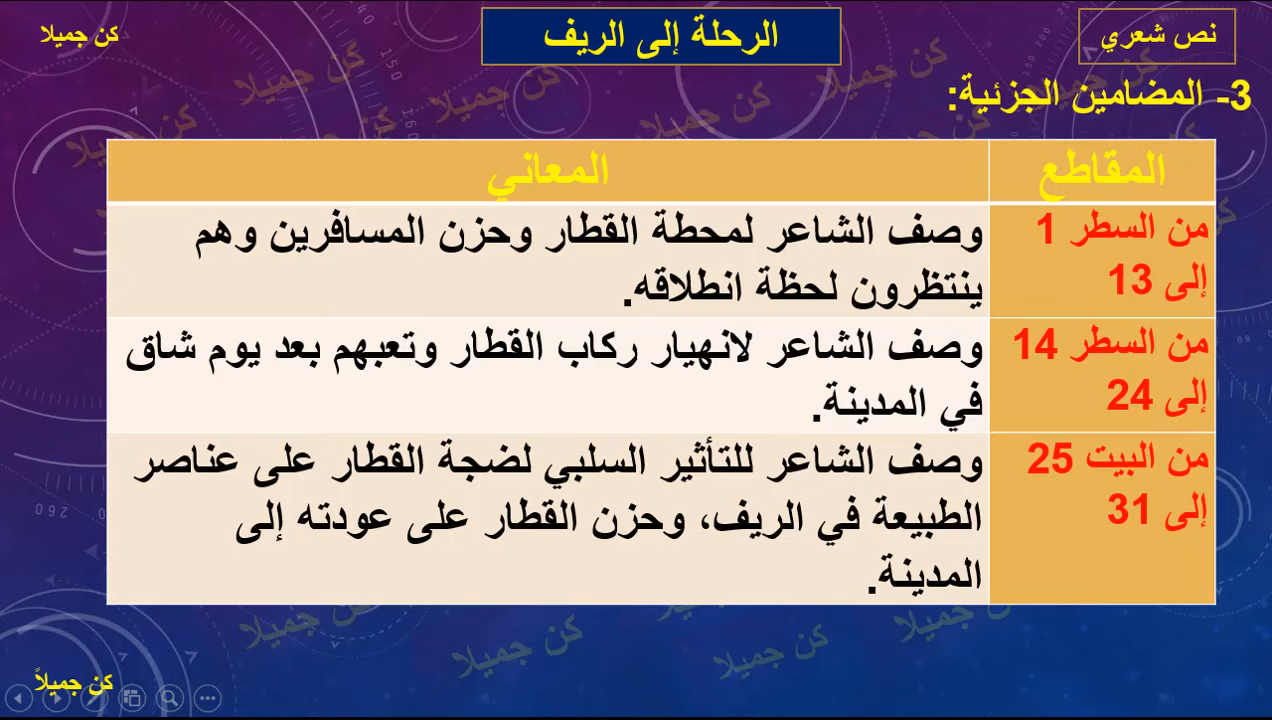 نص شعري
الرحلة إلى الريف
كن جميلا
3- المضامين الجزئية:
المقاطع
المعاني
من السطر 1
إلى 13
وصف الشاعر لمحطة القطار وحزن المسافرين وهم
ينتظرون لحظة انطلاقه.
من السطر 14
إلى 24
وصف الشاعر لانهيار ركاب القطار وتعبهم بعد يوم شاق
في المدينة.
من البيت 25
إلى 31
وصف الشاعر للتأثير السلبي لضجة القطار على عناصر
الطبيعة في الريف، وحزن القطار على عودته إلى
المدينة.
كن جميلاً